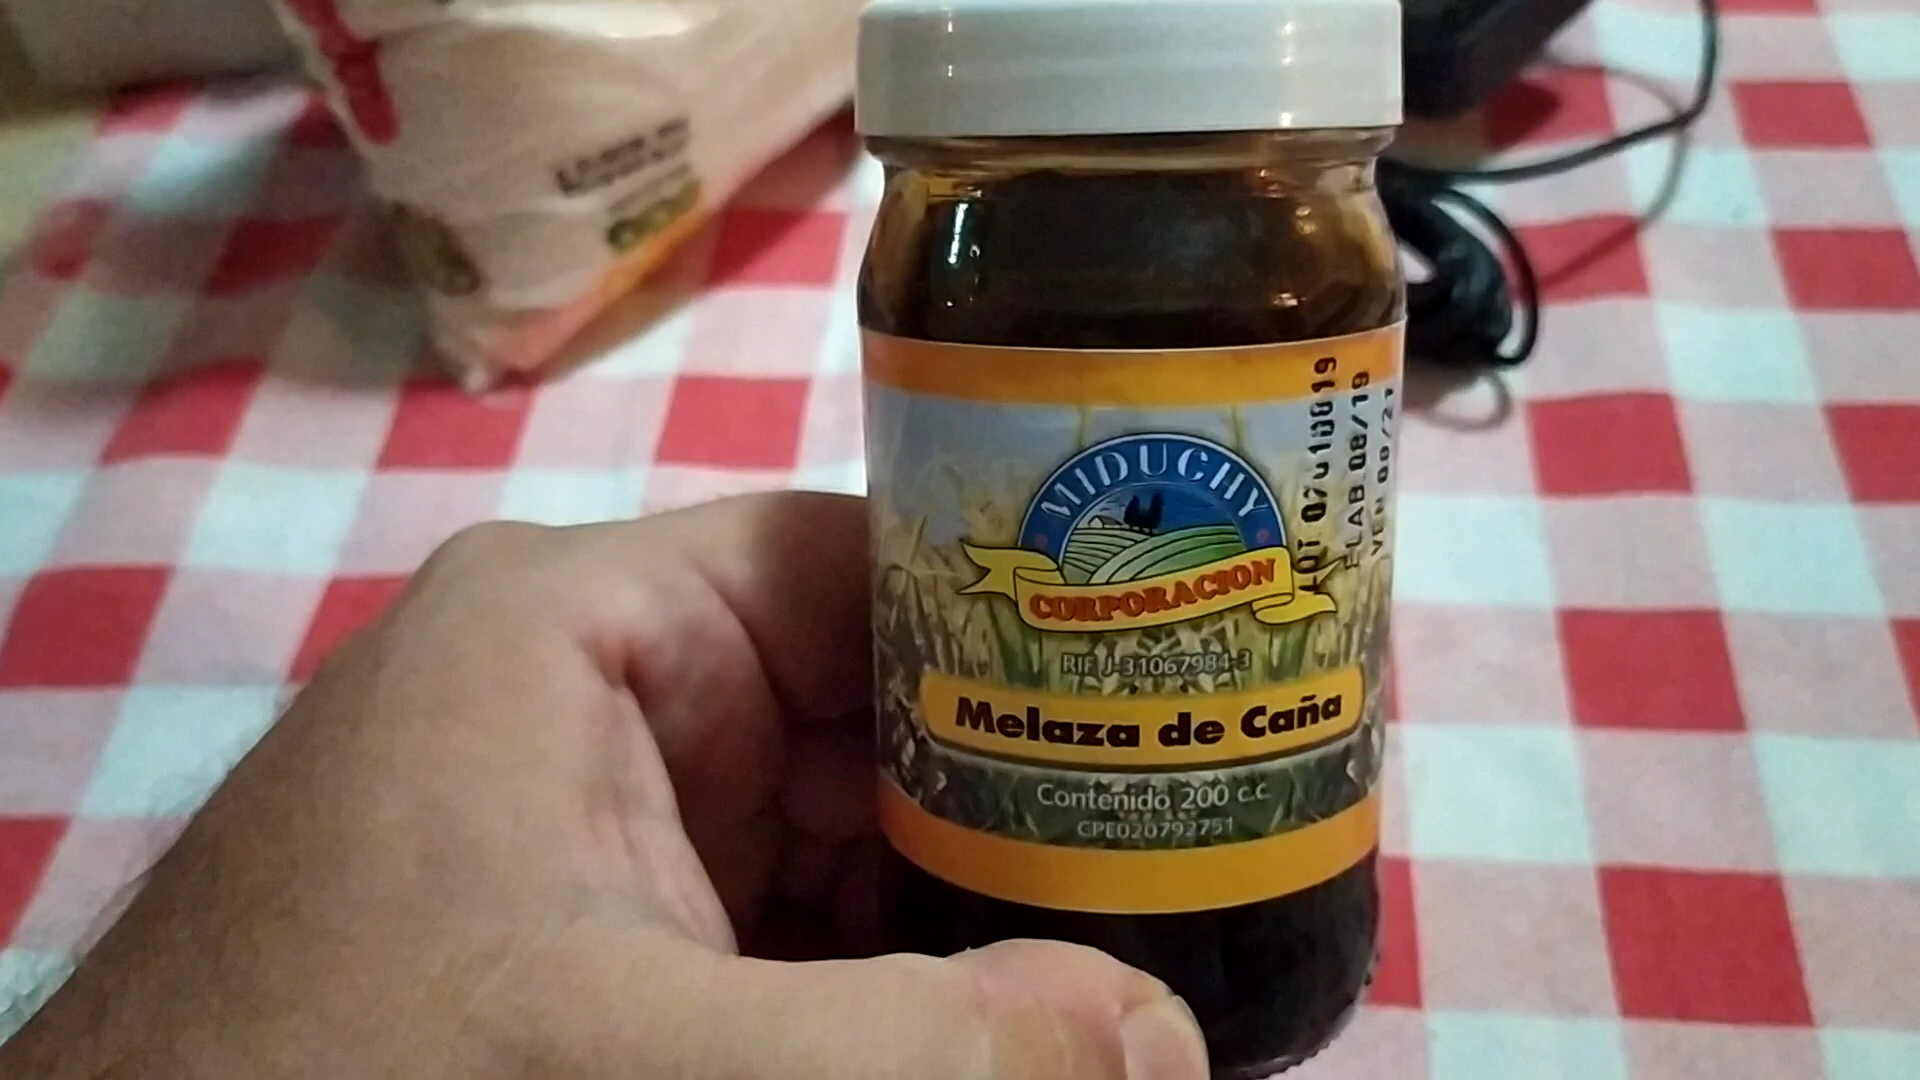 MIDUCHY
CORPORACION
RIF J-31067984-3
Melaza de Caña
Contenido 200 c.c
CPE020792751
ELAB 08/19